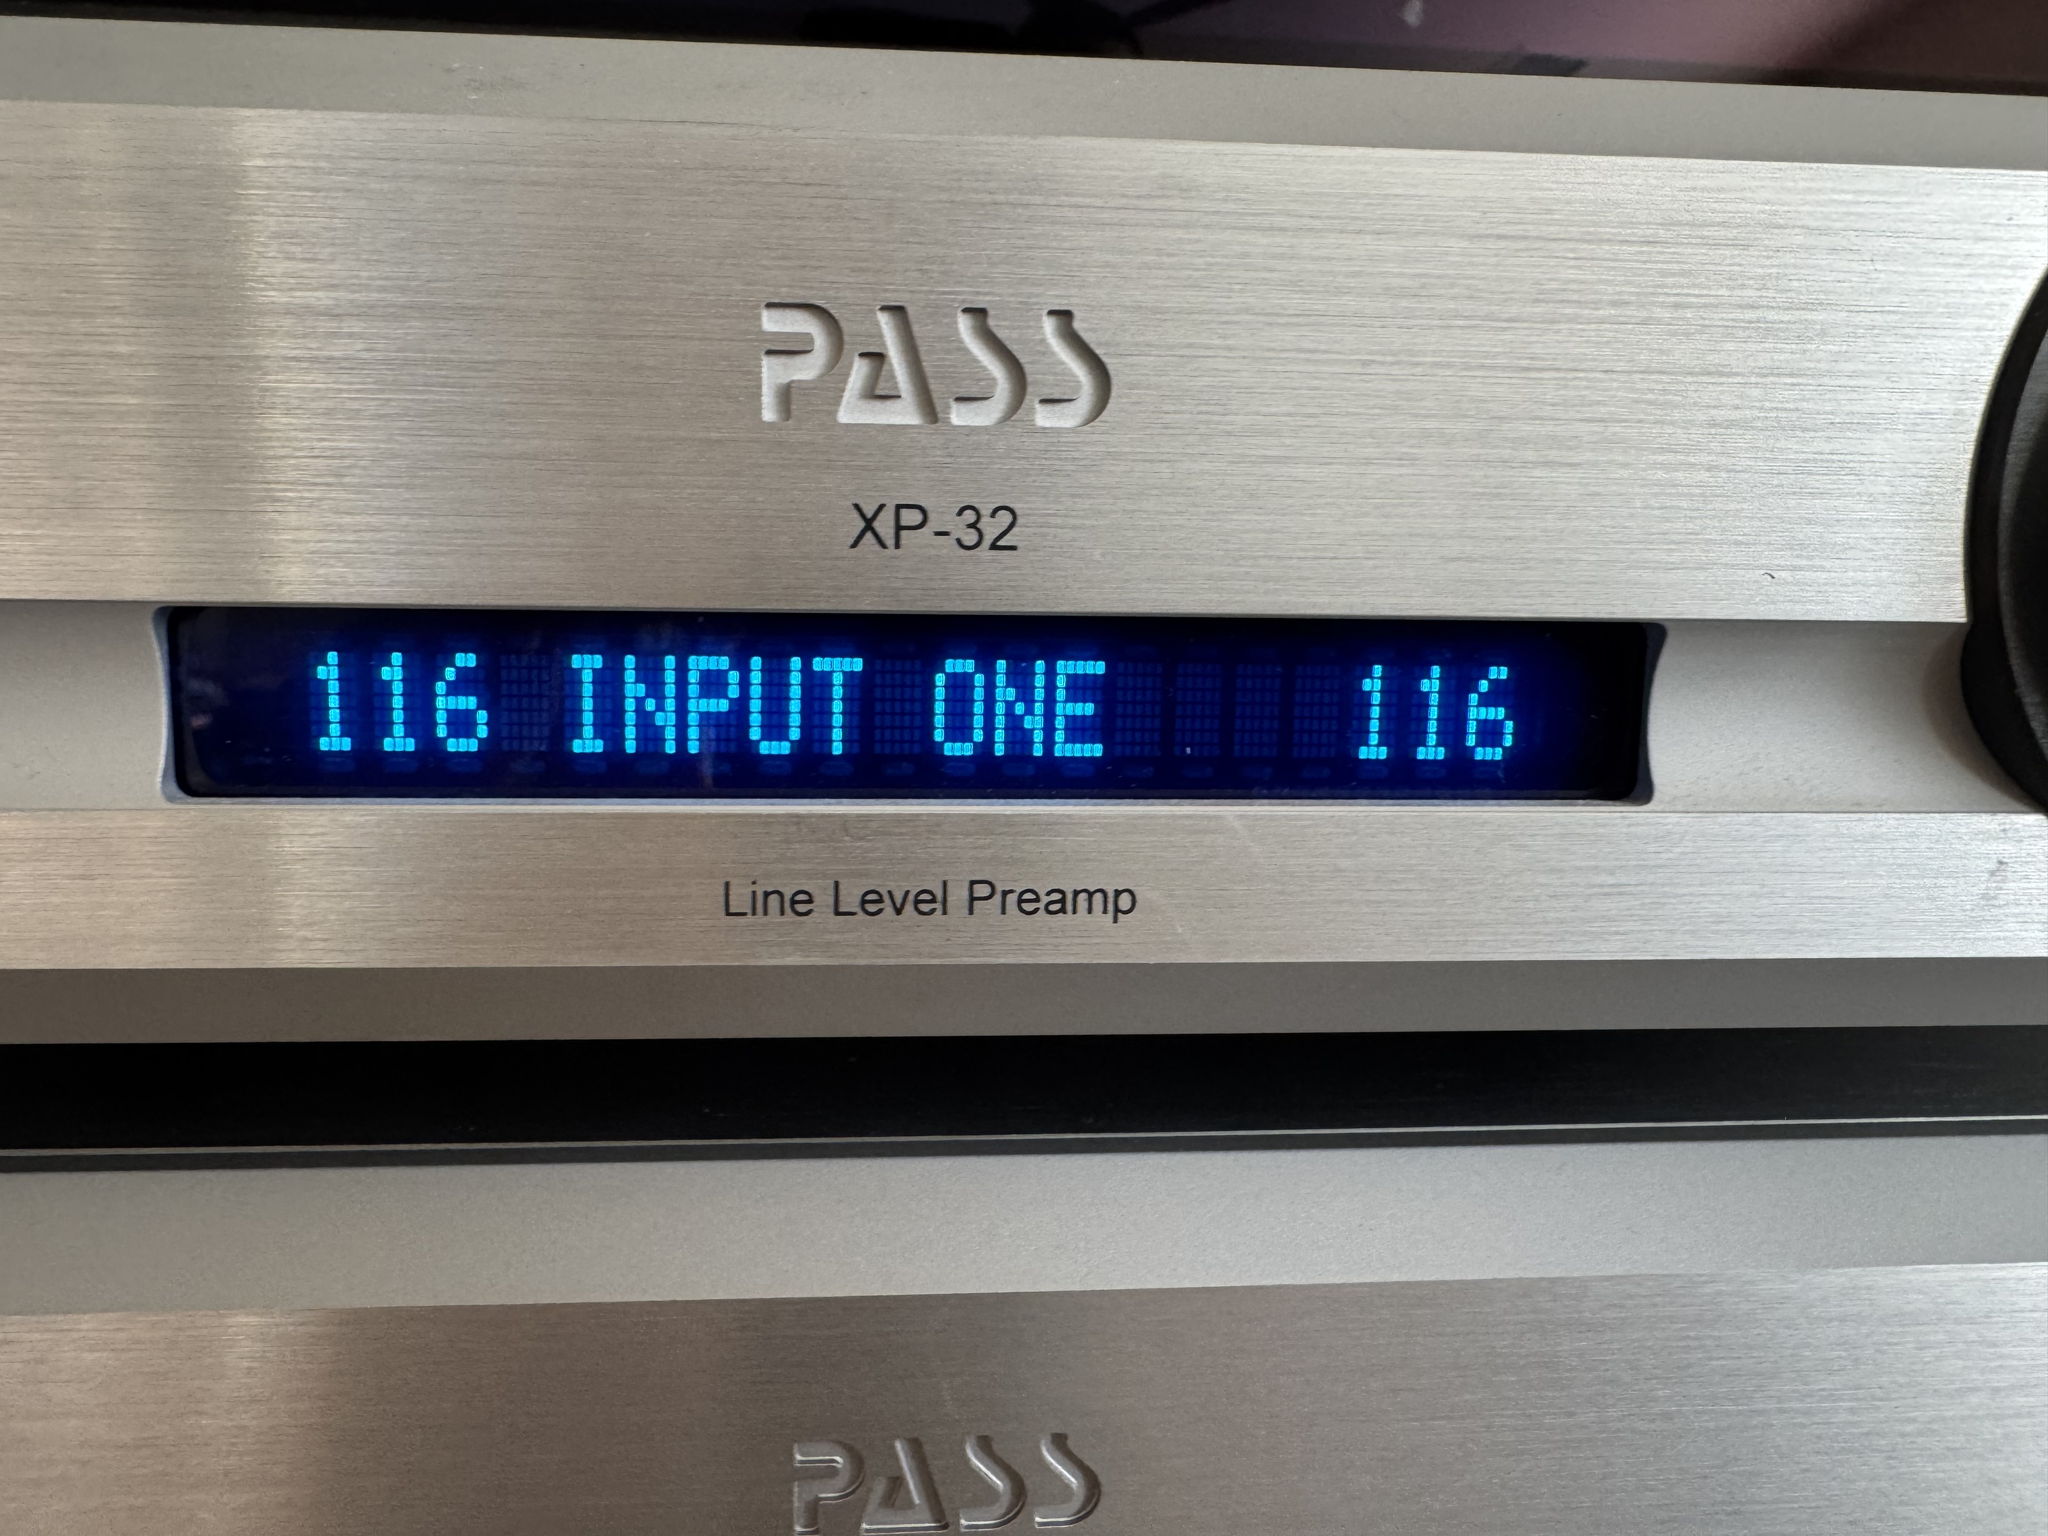 PASS
XP-32
116 INPUT ONE 116
Line Level Preamp
PASS